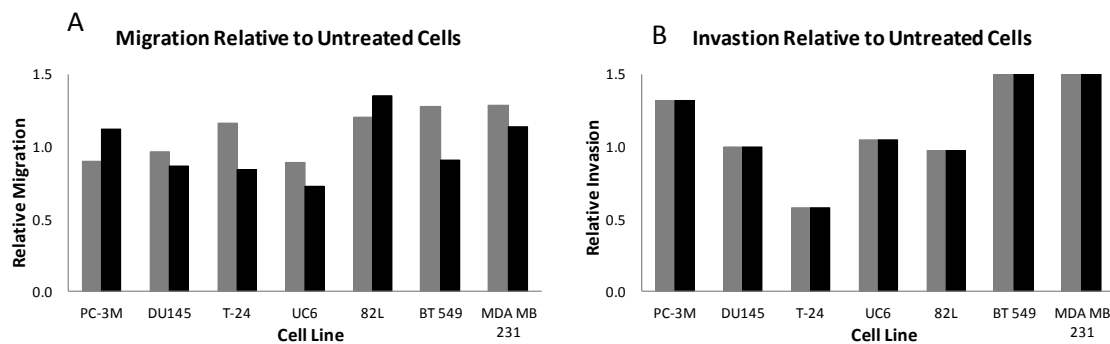 A
Migration Relative to Untreated Cells
Relative Migration
1.5
1.0
0.5
0.0
PC-3M DU145 T-24 UC6 82L BT 549 MDA MB
231
Cell Line
B
Invastion Relative to Untreated Cells
Relative Invasion
1.5
1.0
0.5
0.0
PC-3M DU145 T-24 UC6 82L BT 549 MDA MB
231
Cell Line